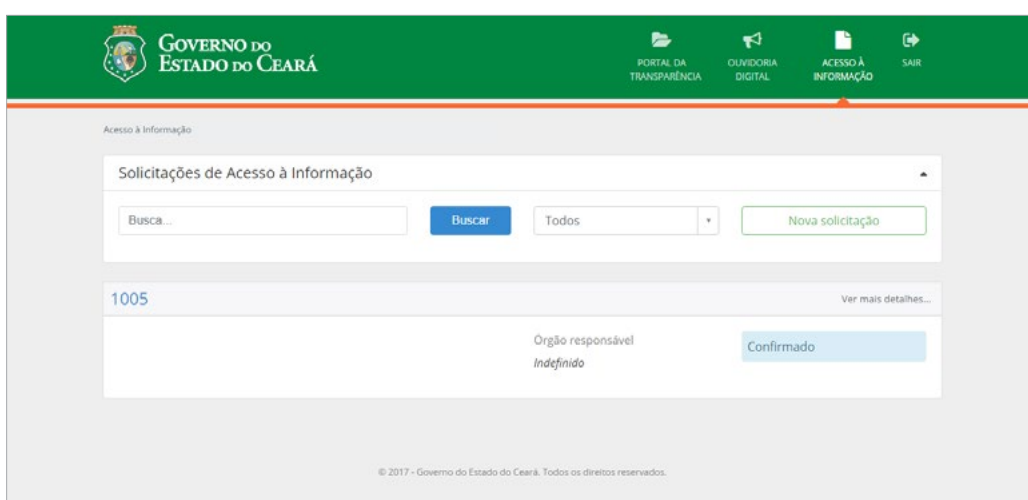 GOVERNO DO
ESTADO DO CEARÁ
PORTAL DA
TRANSPARÊNCIA
OUVIDORIA
DIGITAL
ACESSO À
INFORMAÇÃO
SAIR
Acesso à Informação
Solicitações de Acesso à Informação
Busca...
Buscar
Todos
Nova solicitação
1005
Ver mais detalhes...
Órgão responsável
Indefinido
Confirmado
© 2017 - Governo do Estado do Ceará. Todos os direitos reservados.